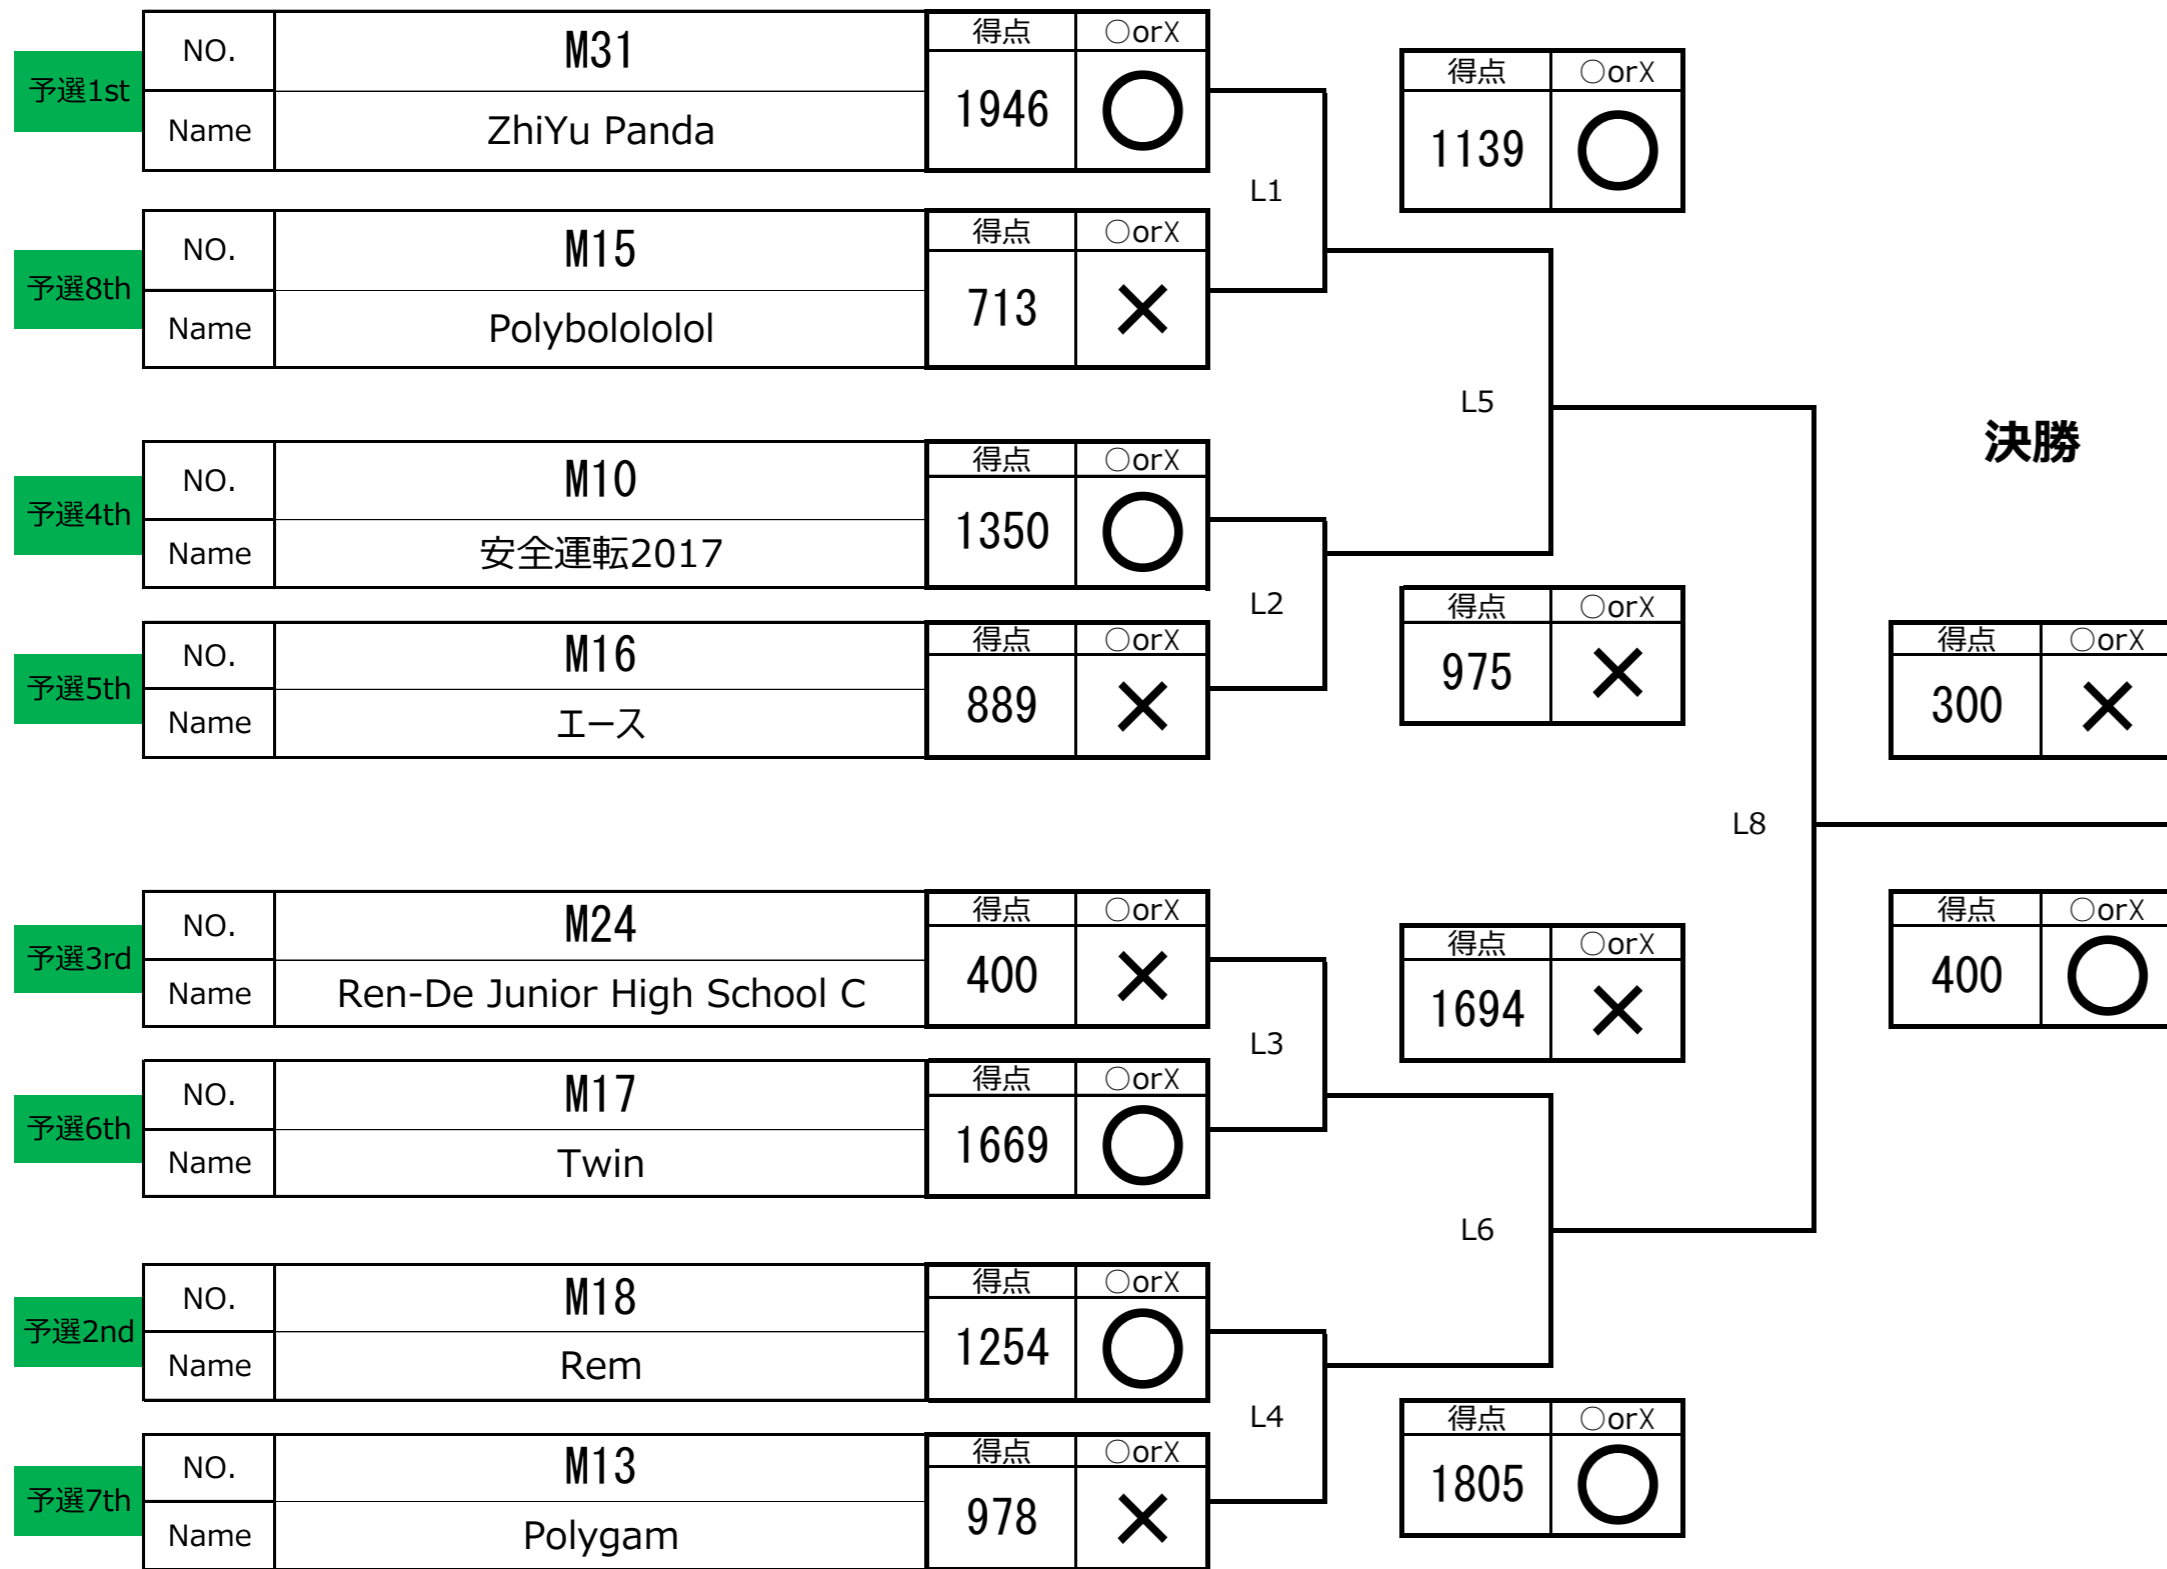 予選1st NO. M31 得点 ○orX
Name ZhiYu Panda 1946 ○
得点 ○orX
1139 ○
L1
予選8th NO. M15 得点 ○orX
Name Polybolololol 713 ×
L5
決勝
予選4th NO. M10 得点 ○orX
Name 安全運転2017 1350 ○
L2
得点 ○orX
975 ×
予選5th NO. M16 得点 ○orX
Name エース 889 ×
得点 ○orX
300 ×
L8
予選3rd NO. M24 得点 ○orX
Name Ren-De Junior High School C 400 ×
得点 ○orX
1694 ×
得点 ○orX
400 ○
L3
予選6th NO. M17 得点 ○orX
Name Twin 1669 ○
L6
予選2nd NO. M18 得点 ○orX
Name Rem 1254 ○
L4
得点 ○orX
1805 ○
予選7th NO. M13 得点 ○orX
Name Polygam 978 ×